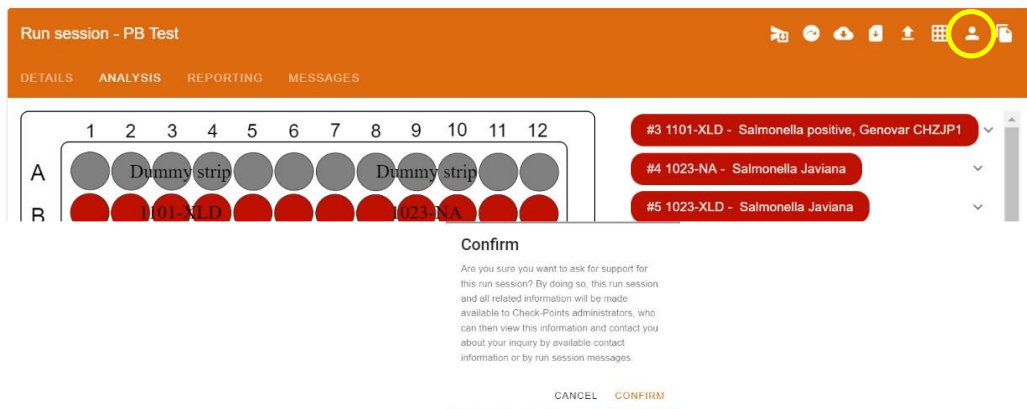 Run session - PB Test
DETAILS ANALYSIS REPORTING MESSAGES
1 2 3 4 5 6 7 8 9 10 11 12
A Dummy strip Dummy strip
B 1101-XLD 1023-NA
#3 1101-XLD - Salmonella positive, Genovar CHZJP1
#4 1023-NA - Salmonella Javiana
#5 1023-XLD - Salmonella Javiana
Confirm
Are you sure you want to ask for support for
this run session? By doing so, this run session
and all related information will be made
available to Check-Points administrators, who
can then view this information and contact you
about your inquiry by available contact
information or by run session messages.
CANCEL CONFIRM